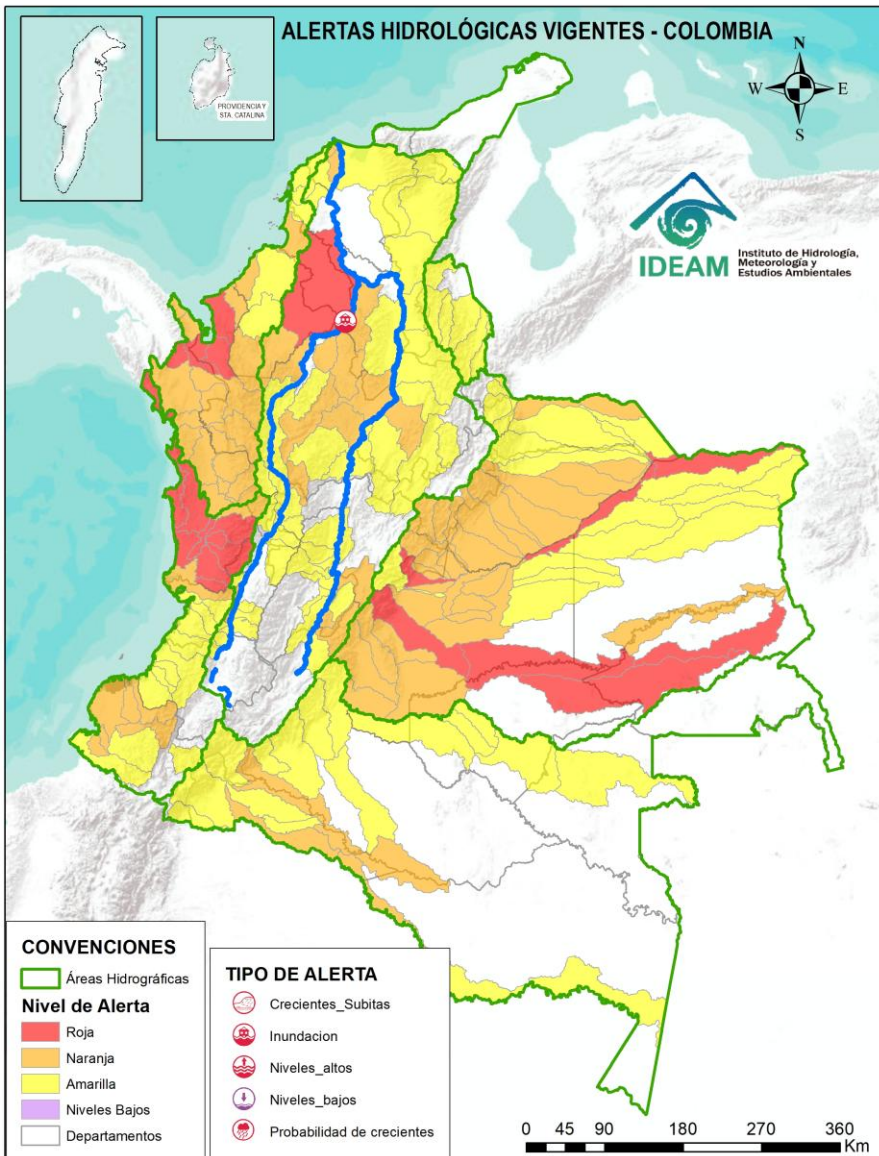 ALERTAS HIDROLÓGICAS VIGENTES - COLOMBIA
PROVIDENCIA Y
STA. CATALINA
N
W
E
S
IDEAM
Instituto de Hidrología,
Meteorología y
Estudios Ambientales
CONVENCIONES
Áreas Hidrográficas
Nivel de Alerta
Roja
Naranja
Amarilla
Niveles Bajos
Departamentos
TIPO DE ALERTA
Crecientes_Subitas
Inundacion
Niveles_altos
Niveles_bajos
Probabilidad de crecientes
0 45 90 180 270 360
Km